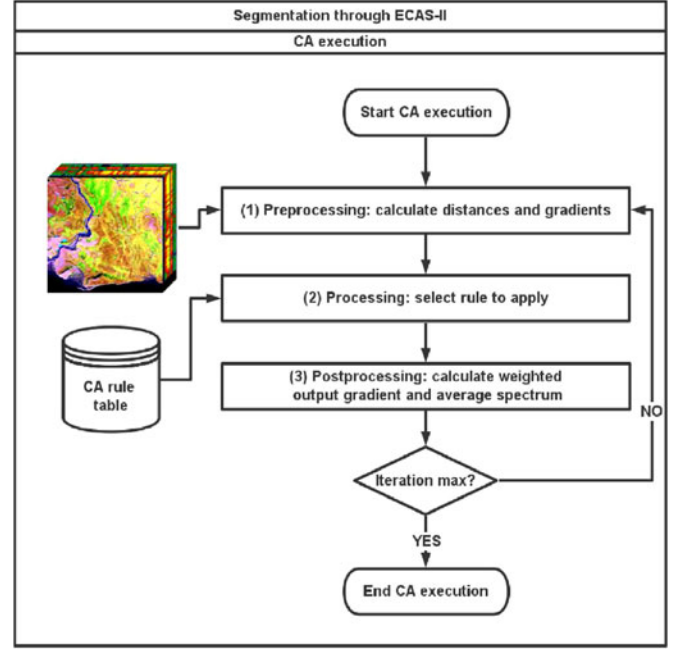 Segmentation through ECAS-II
CA execution
Start CA execution
(1) Preprocessing: calculate distances and gradients
(2) Processing: select rule to apply
CA rule
table
(3) Postprocessing: calculate weighted
output gradient and average spectrum
NO
Iteration max?
YES
End CA execution